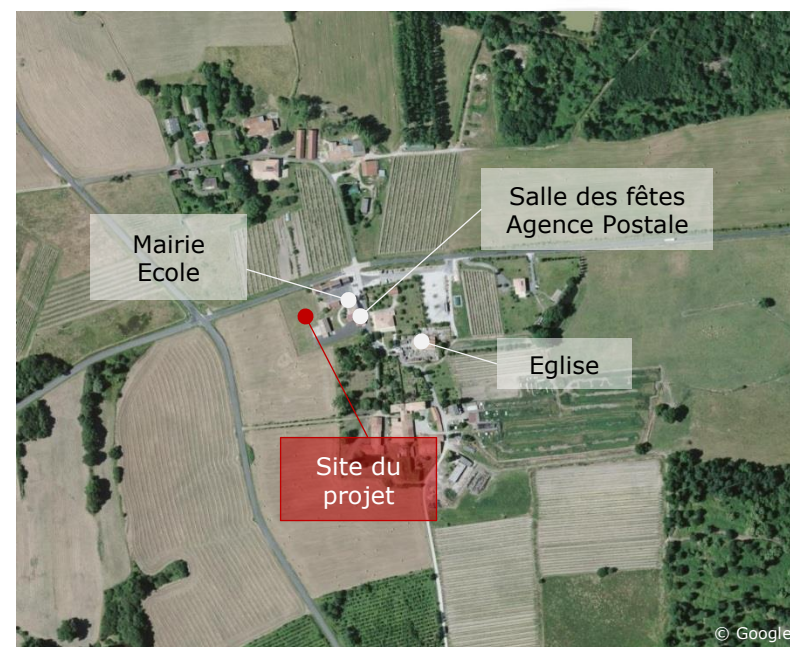 Salle des fêtes
Agence Postale
Mairie
Ecole
Eglise
Site du
projet
© Google